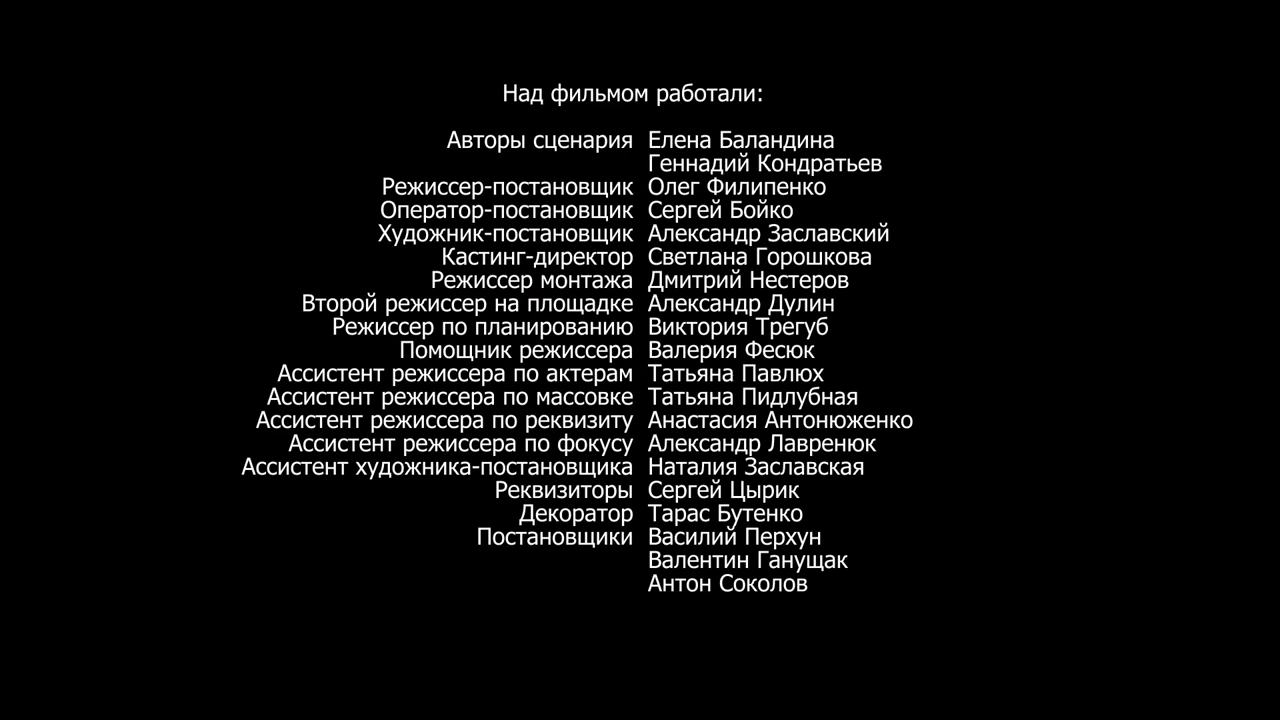 Над фильмом работали:
Авторы сценария Елена Баландина
Геннадий Кондратьев
Режиссер-постановщик Олег Филипенко
Оператор-постановщик Сергей Бойко
Художник-постановщик Александр Заславский
Кастинг-директор Светлана Горошкова
Режиссер монтажа Дмитрий Нестеров
Второй режиссер на площадке Александр Дулин
Режиссер по планированию Виктория Трегуб
Помощник режиссера Валерия Фесюк
Ассистент режиссера по актерам Татьяна Павлюх
Ассистент режиссера по массовке Татьяна Пидлубная
Ассистент режиссера по реквизиту Анастасия Антонюженко
Ассистент режиссера по фокусу Александр Лавренюк
Ассистент художника-постановщика Наталия Заславская
Реквизиторы Сергей Цырик
Декоратор Тарас Бутенко
Постановщики Василий Перхун
Валентин Ганущак
Антон Соколов